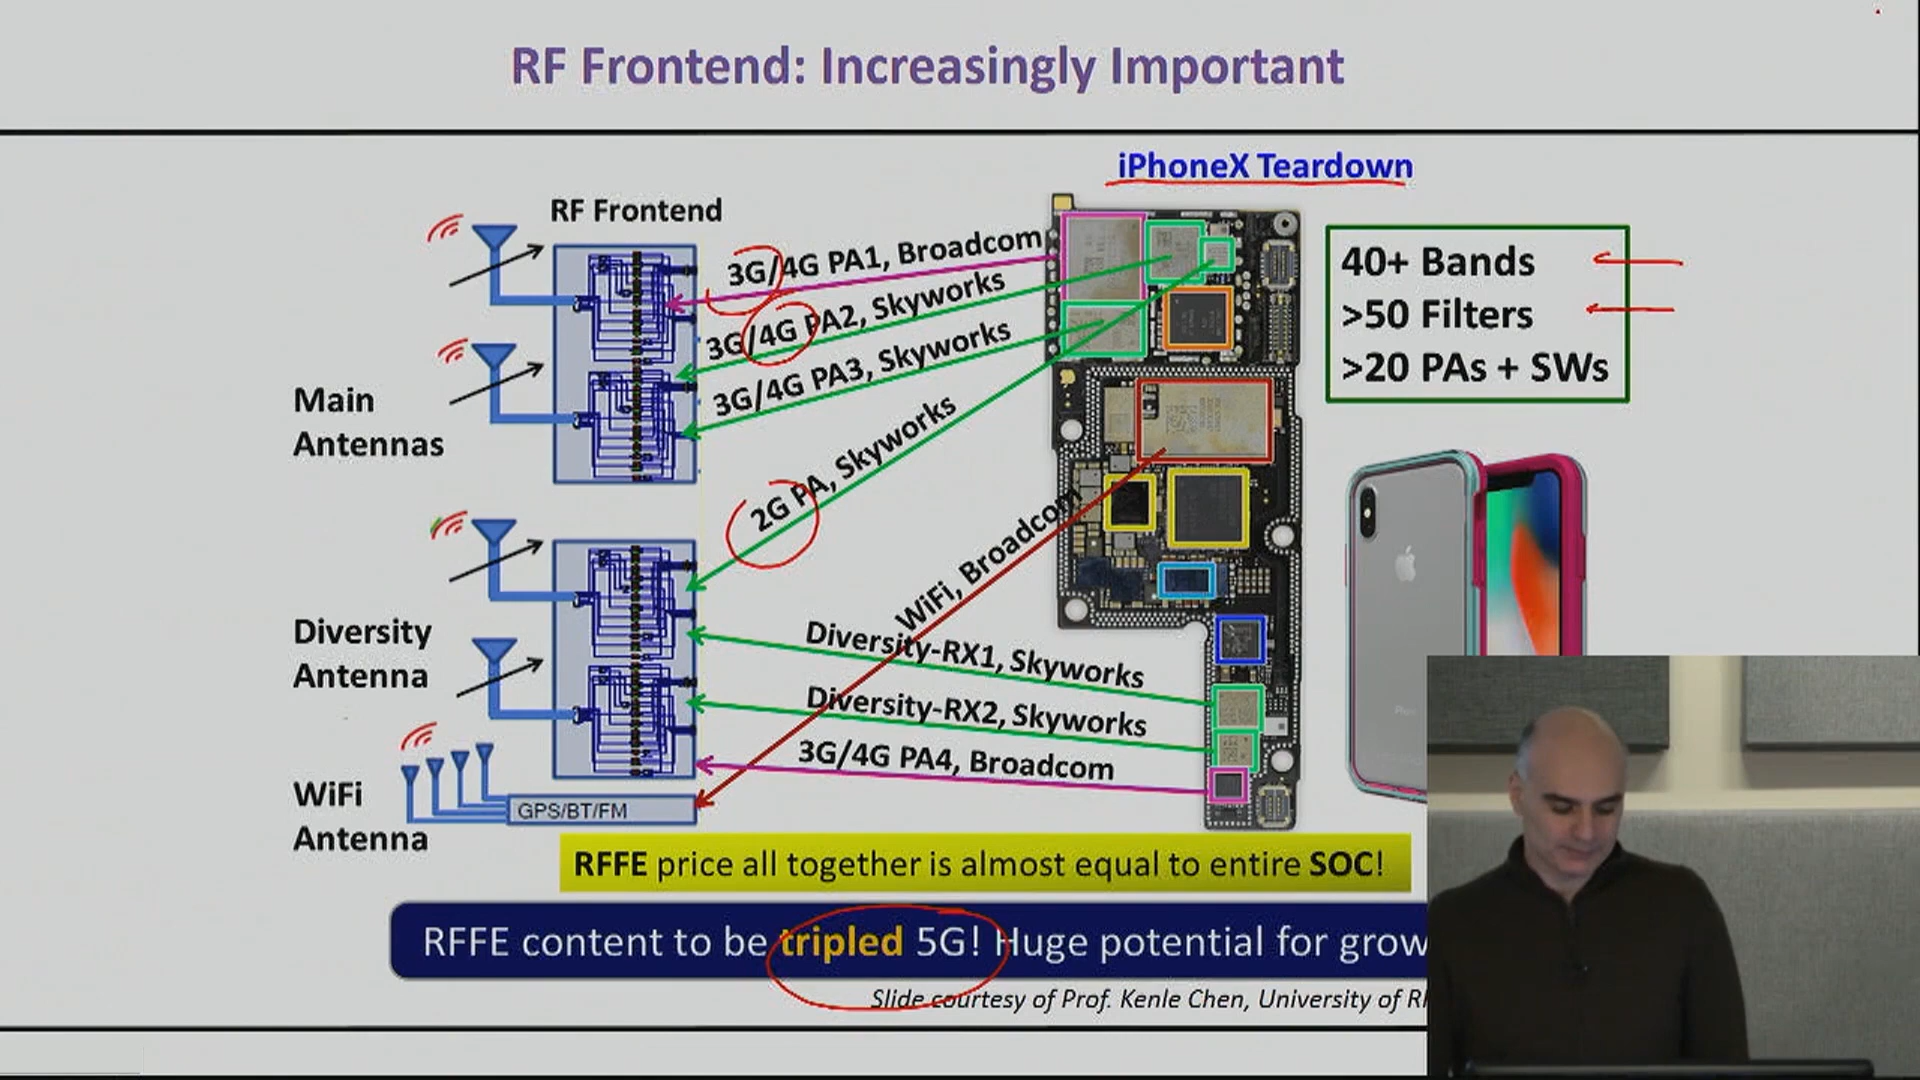 RF Frontend: Increasingly Important
iPhoneX Teardown
RF Frontend
3G/4G PA1, Broadcom
3G/4G PA2, Skyworks
3G/4G PA3, Skyworks
2G PA, Skyworks
WiFi, Broadcom
Diversity-RX1, Skyworks
Diversity-RX2, Skyworks
3G/4G PA4, Broadcom
40+ Bands
>50 Filters
>20 PAs + SWs
Main
Antennas
Diversity
Antenna
WiFi
Antenna
GPS/BT/FM
RFFE price all together is almost equal to entire SOC!
RFFE content to be tripled 5G! Huge potential for grow
Slide courtesy of Prof. Kenle Chen, University of